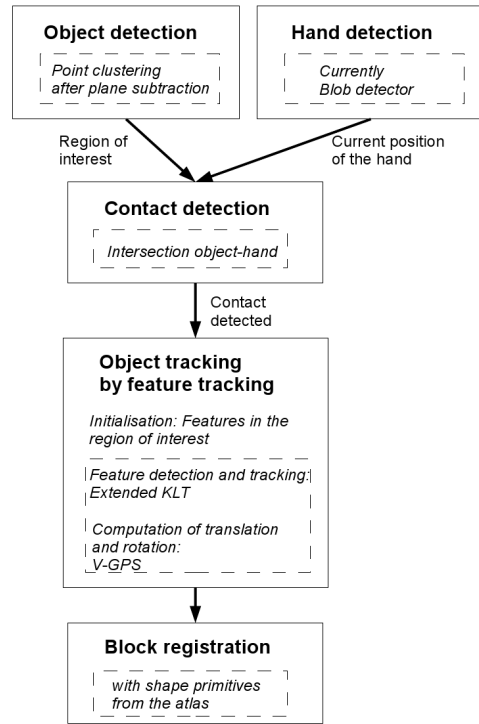 Object detection
Point clustering
after plane subtraction
Hand detection
Currently
Blob detector
Region of
interest
Current position
of the hand
Contact detection
Intersection object-hand
Contact
detected
Object tracking
by feature tracking
Initialisation: Features in the
region of interest
Feature detection and tracking:
Extended KLT
Computation of translation
and rotation:
V-GPS
Block registration
with shape primitives
from the atlas